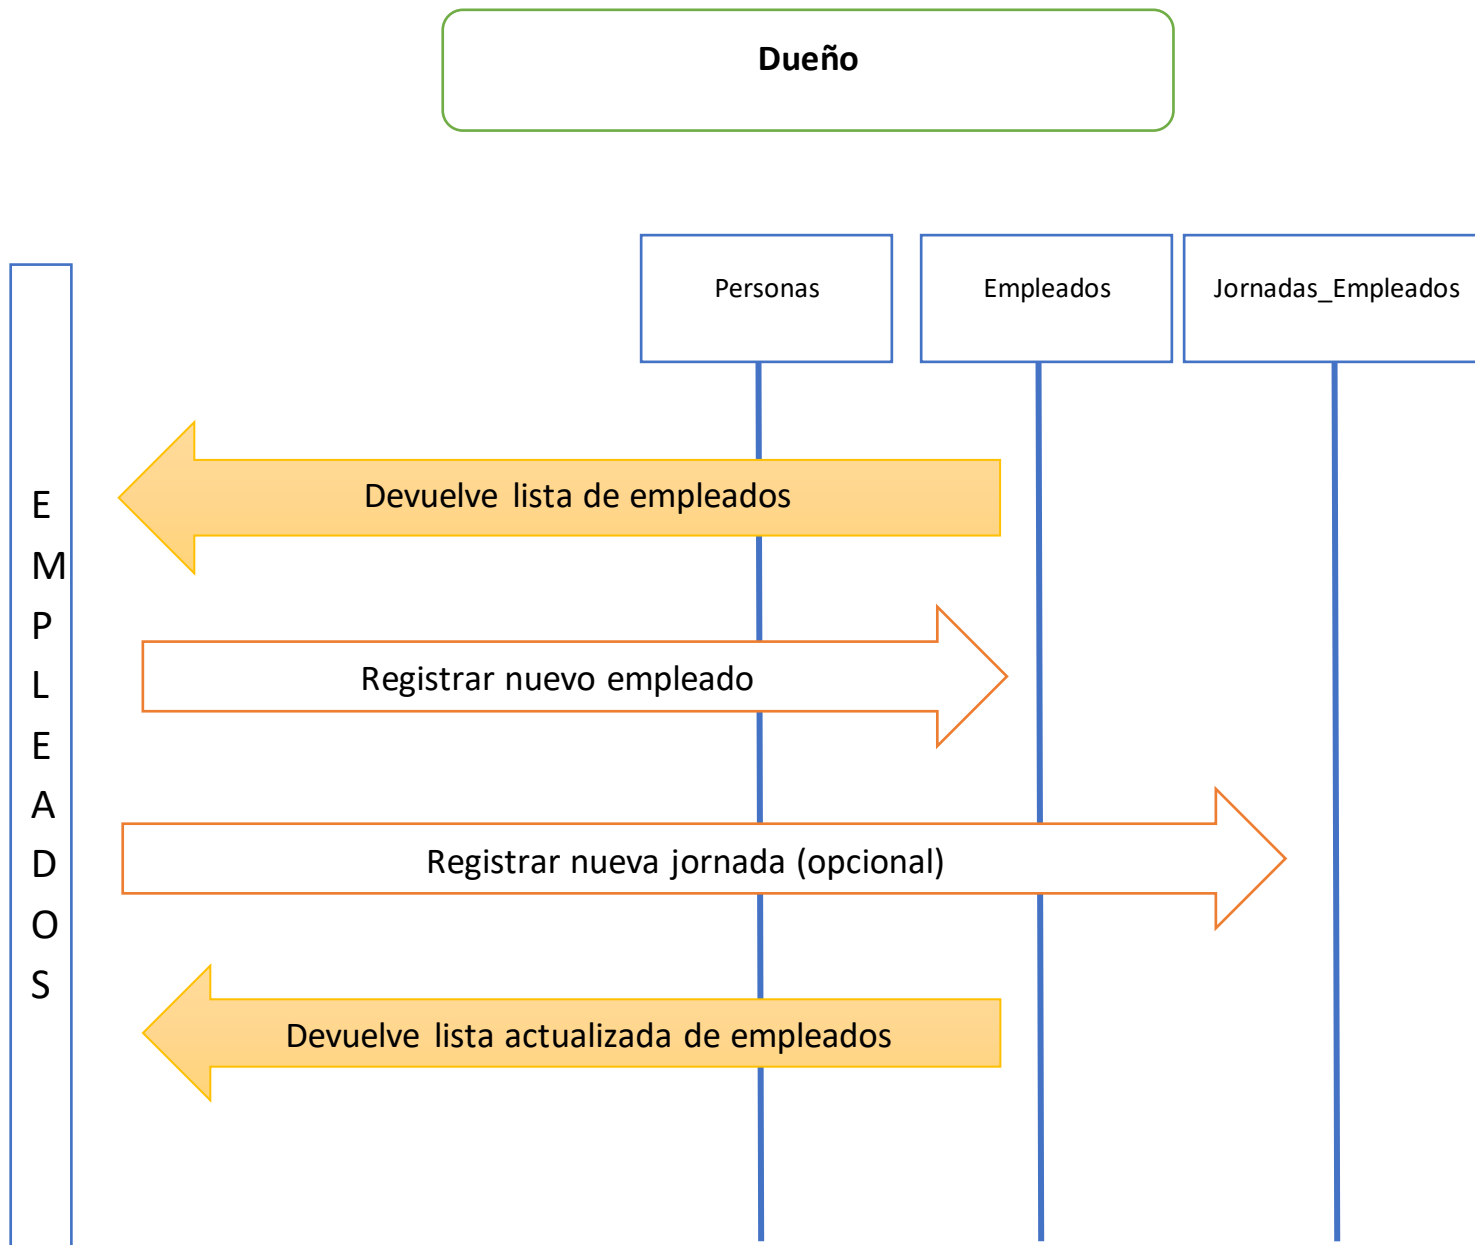 Dueño
Personas
Empleados
Jornadas_Empleados
E
M
P
L
E
A
D
O
S
Devuelve lista de empleados
Registrar nuevo empleado
Registrar nueva jornada (opcional)
Devuelve lista actualizada de empleados